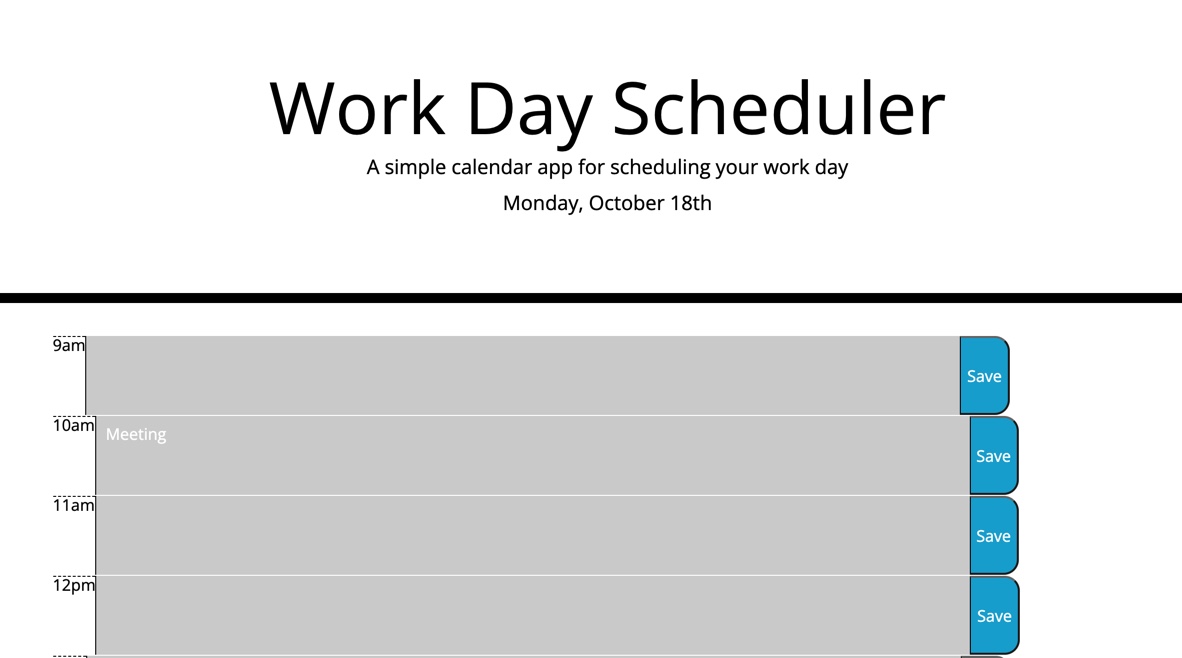 Work Day Scheduler
A simple calendar app for scheduling your work day
Monday, October 18th
9am
Save
10am
Meeting
Save
11am
Save
12pm
Save